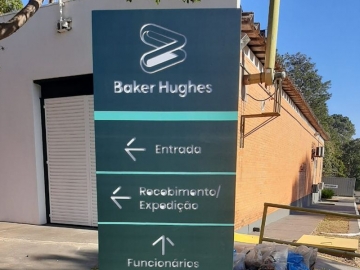 Baker Hughes
Entrada
Recebimento/
Expedição
Funcionários